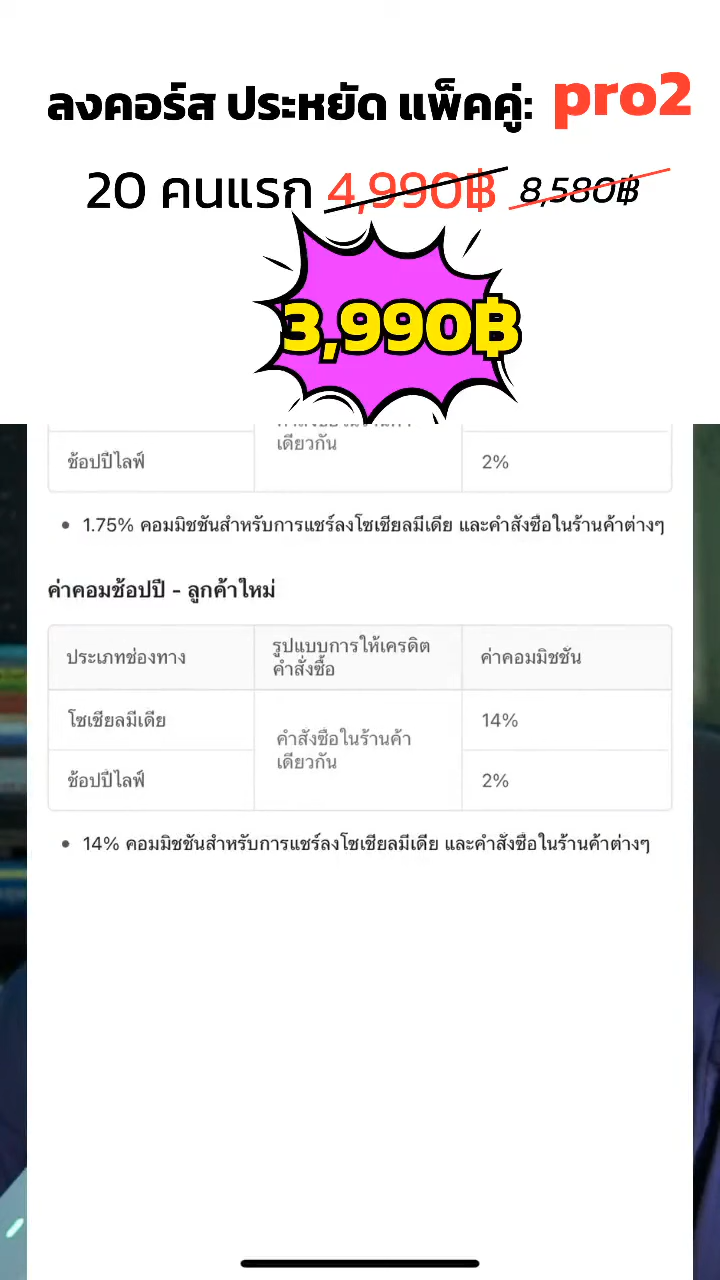 ลงคอร์ส ประหยัด แพ็คคู่: pro2
20 คนแรก 4,990฿ 8,580฿
3,990฿
เดียวกัน
ช้อปปี้ไลฟ์
2%
1.75% คอมมิชชันสำหรับการแชร์ลงโซเชียลมีเดีย และคำสั่งซื้อในร้านค้าต่างๆ
ค่าคอมช้อปปี้ - ลูกค้าใหม่
ประเภทช่องทาง
รูปแบบการให้เครดิต
คำสั่งซื้อ
ค่าคอมมิชชัน
โซเชียลมีเดีย
14%
คำสั่งซื้อในร้านค้า
เดียวกัน
ช้อปปี้ไลฟ์
2%
14% คอมมิชชันสำหรับการแชร์ลงโซเชียลมีเดีย และคำสั่งซื้อในร้านค้าต่างๆ